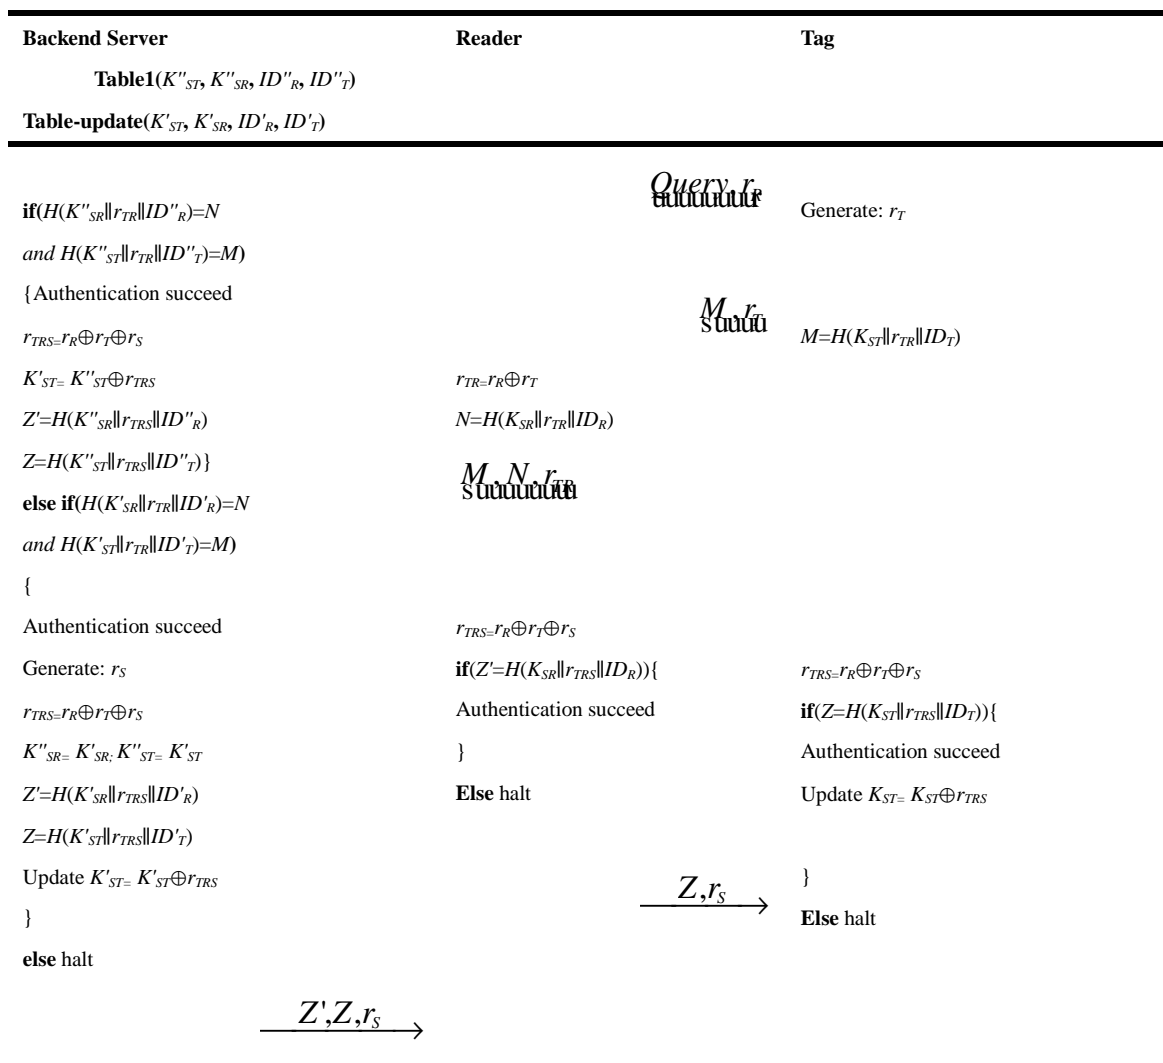 Backend Server Reader Tag
Table1(K''ST, K''SR, ID''R, ID''T)
Table-update(K'ST, K'SR, ID'R, ID'T)
Query, rR
if(H(K''SR‖rTR‖ID''R)=N
Generate: rT
and H(K''ST‖rTR‖ID''T)=M)
{Authentication succeed
M, rT
rTRS=rR⊕rT⊕rS
M=H(KST‖rTR‖IDT)
K'ST= K''ST⊕rTRS
rTR=rR⊕rT
Z'=H(K''SR‖rTRS‖ID''R)
N=H(KSR‖rTR‖IDR)
Z=H(K''ST‖rTRS‖ID''T)}
M, N, rTR
else if(H(K'SR‖rTR‖ID'R)=N
and H(K'ST‖rTR‖ID'T)=M)
{
Authentication succeed
rTRS=rR⊕rT⊕rS
Generate: rS
if(Z'=H(KSR‖rTRS‖IDR)){
rTRS=rR⊕rT⊕rS
rTRS=rR⊕rT⊕rS
Authentication succeed
if(Z=H(KST‖rTRS‖IDT)){
K''SR= K'SR; K''ST= K'ST
}
Authentication succeed
Z'=H(K'SR‖rTRS‖ID'R)
Else halt
Update KST= KST⊕rTRS
Z=H(K'ST‖rTRS‖ID'T)
Update K'ST= K'ST⊕rTRS
Z,rS
}
}
Else halt
else halt
Z',Z,rS